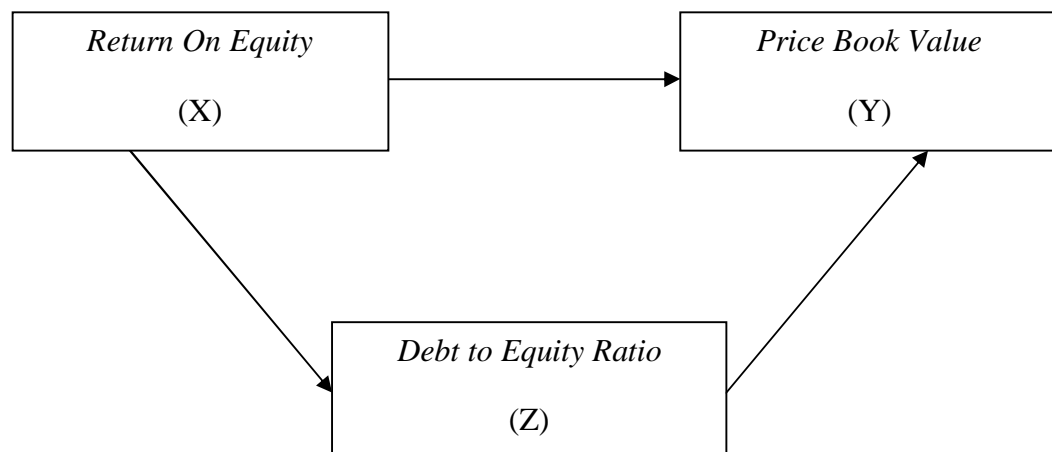 Return On Equity
(X)
Price Book Value
(Y)
Debt to Equity Ratio
(Z)